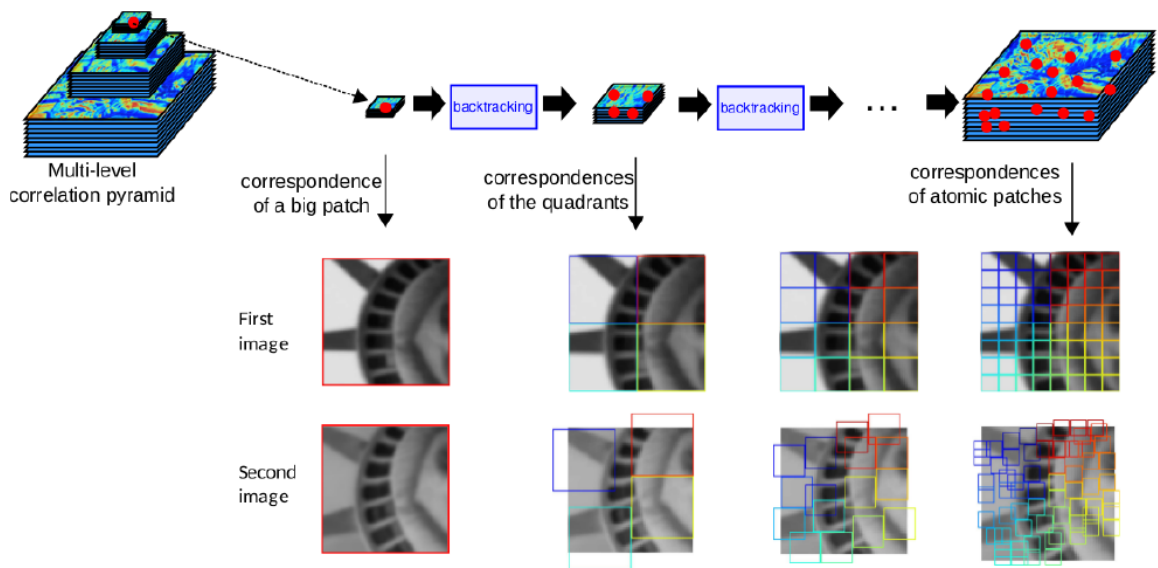 backtracking
backtracking
...
Multi-level
correlation pyramid
correspondence
of a big patch
correspondences
of the quadrants
correspondences
of atomic patches
First
image
Second
image